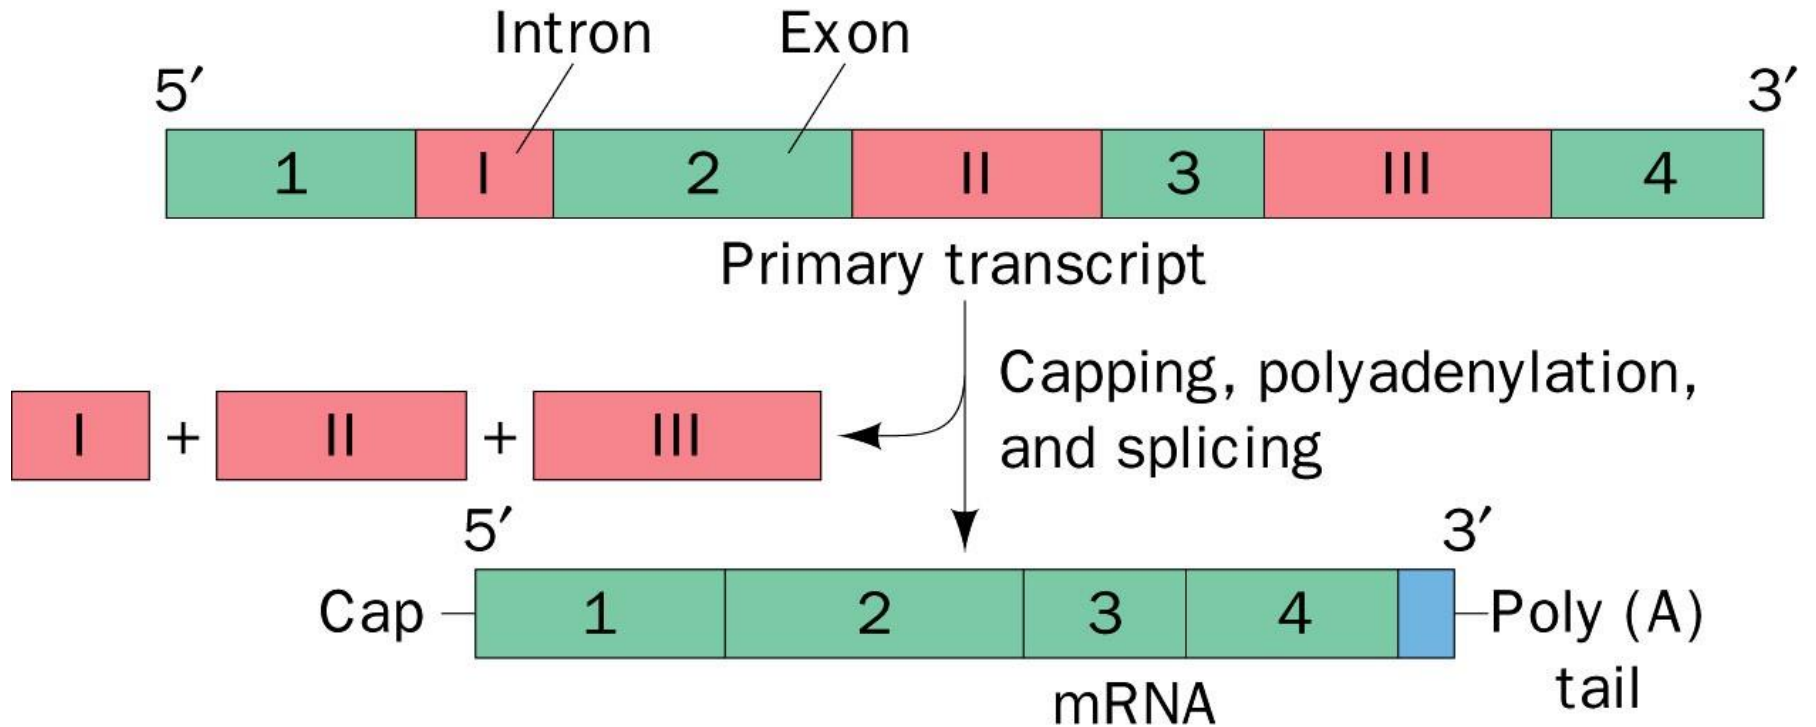 Intron Exon
5′ 3′
1 I 2 II 3 III 4
Primary transcript
Capping, polyadenylation,
and splicing
I + II + III
5′ 3′
Cap 1 2 3 4 Poly (A)
tail
mRNA